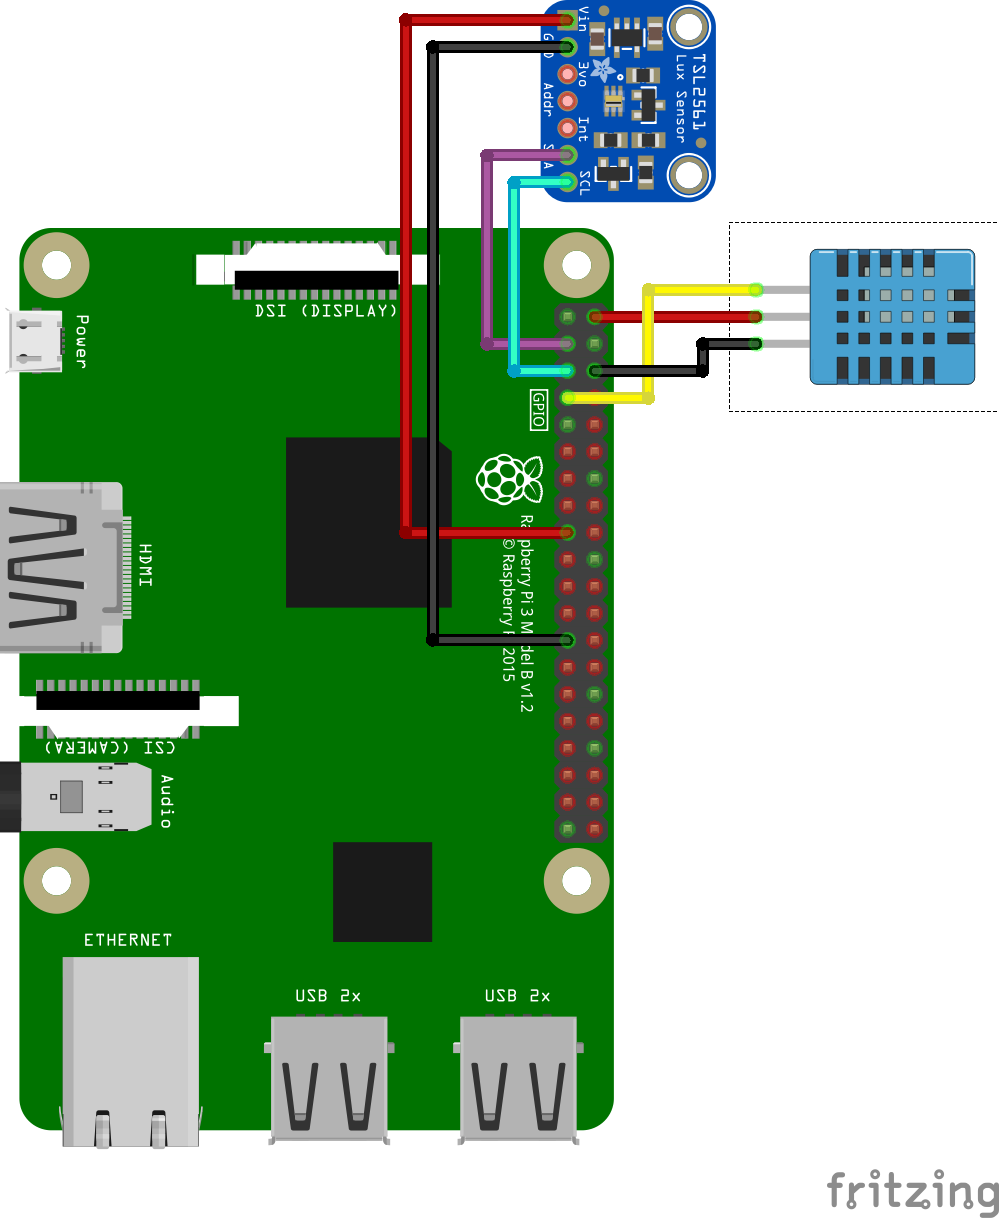 Vin
GND
3vo
Addr
Int
SDA
SCL
TSL2561
Lux Sensor
DSI (DISPLAY)
Power
GPIO
HDMI
Raspberry Pi 3 Model B v1.2
© Raspberry Pi 2015
CSI (CAMERA)
Audio
ETHERNET
USB 2x
USB 2x
fritzing